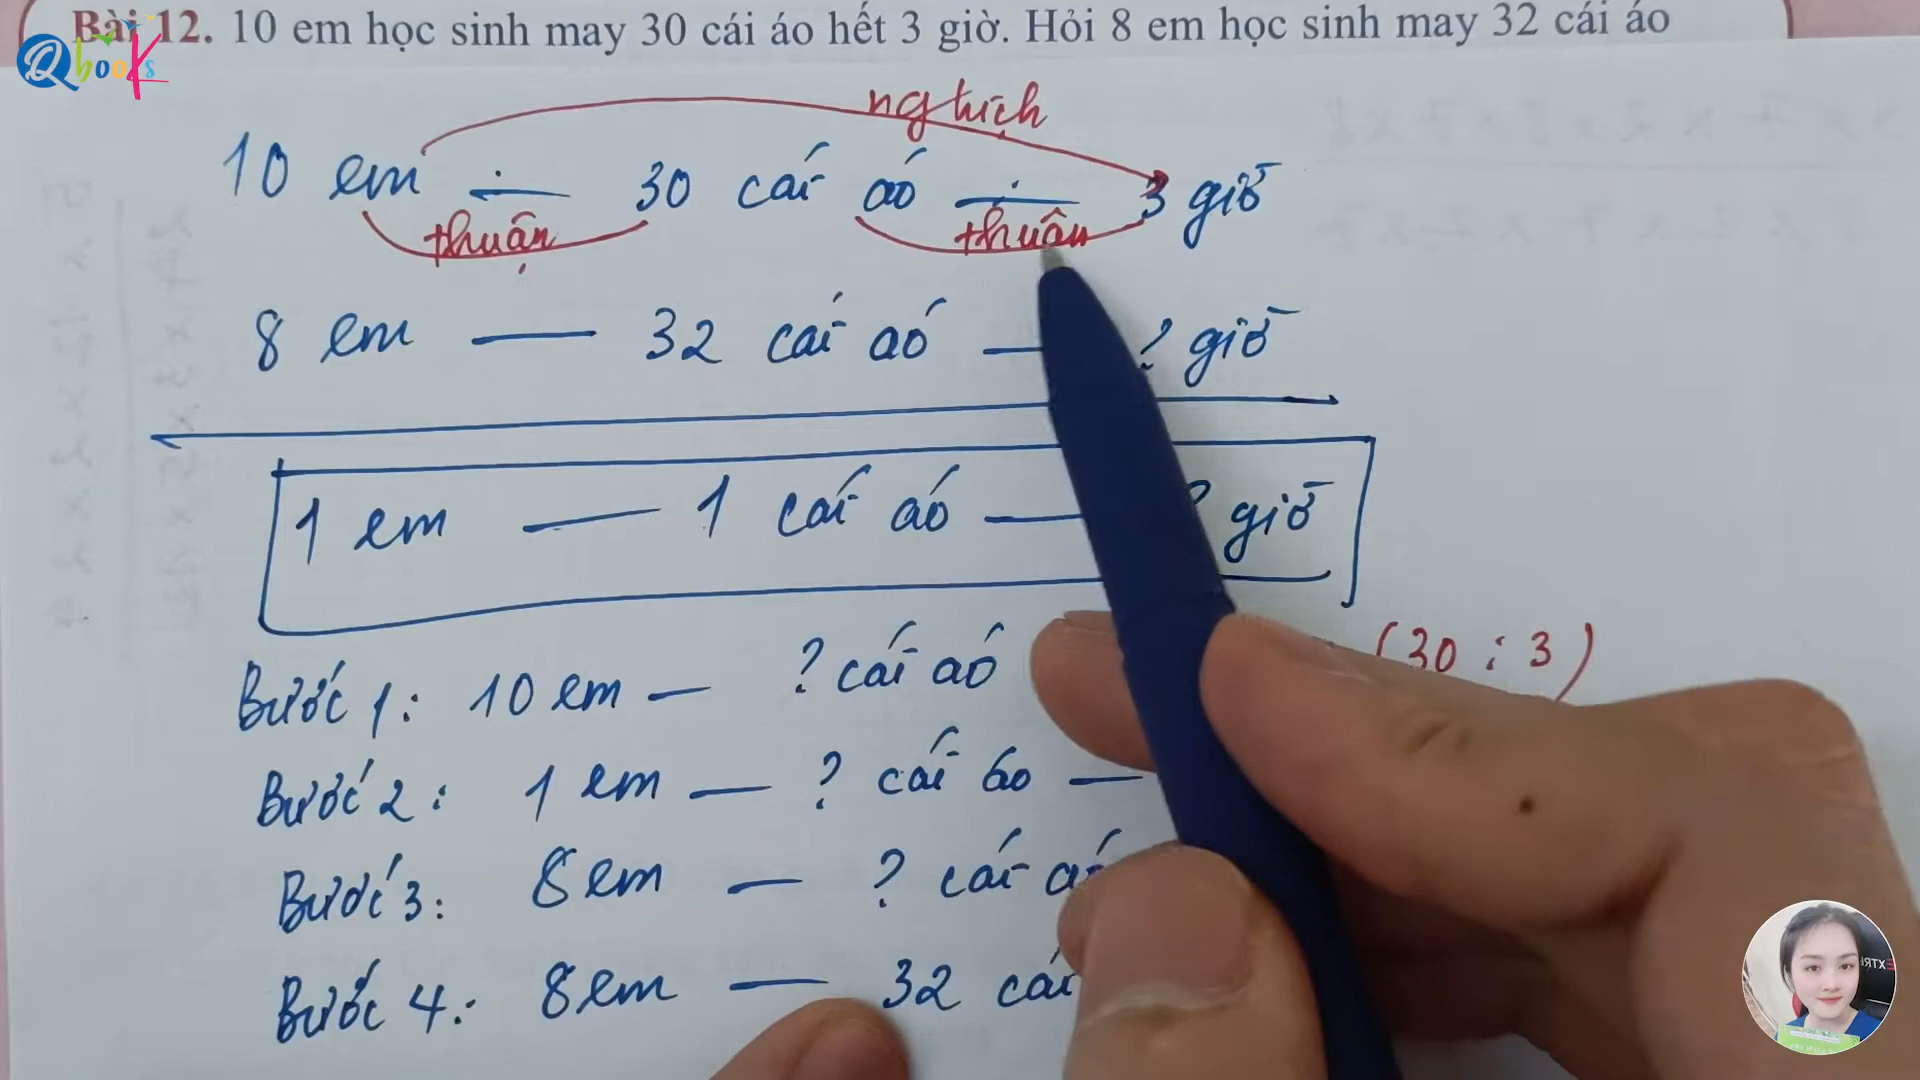 Bài 12. 10 em học sinh may 30 cái áo hết 3 giờ. Hỏi 8 em học sinh may 32 cái áo
Qbooks
nghịch
10 em — 30 cái áo — 3 giờ
thuận thuận
8 em — 32 cái áo — ? giờ
1 em — 1 cái áo — ? giờ
Bước 1: 10 em — ? cái áo (30 : 3)
Bước 2: 1 em — ? cái áo —
Bước 3: 8 em — ? cái
Bước 4: 8 em — 32 cái